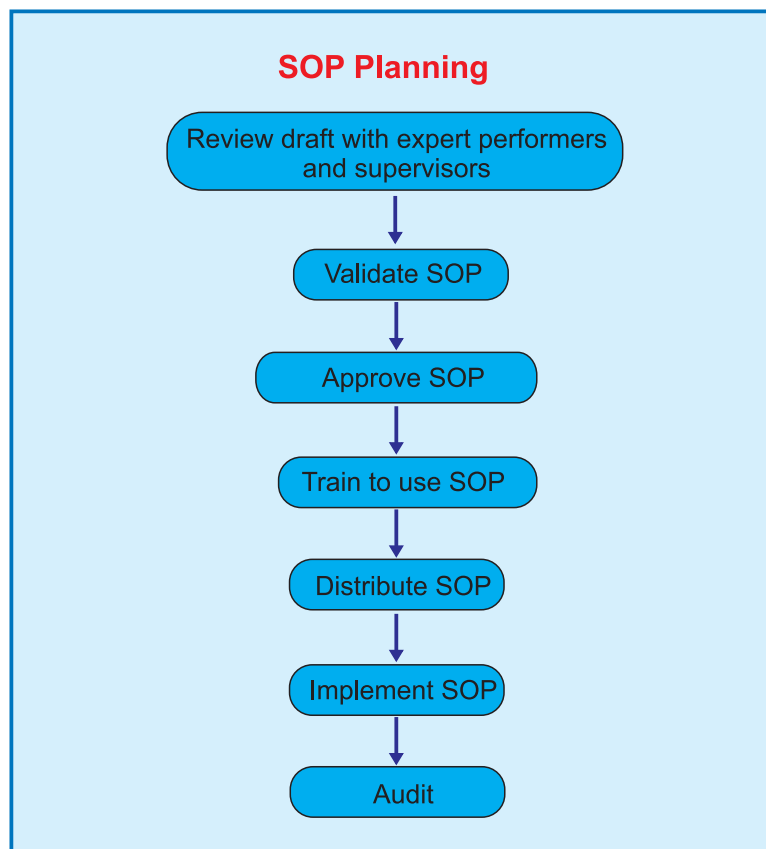 SOP Planning
Review draft with expert performers
and supervisors
Validate SOP
Approve SOP
Train to use SOP
Distribute SOP
Implement SOP
Audit